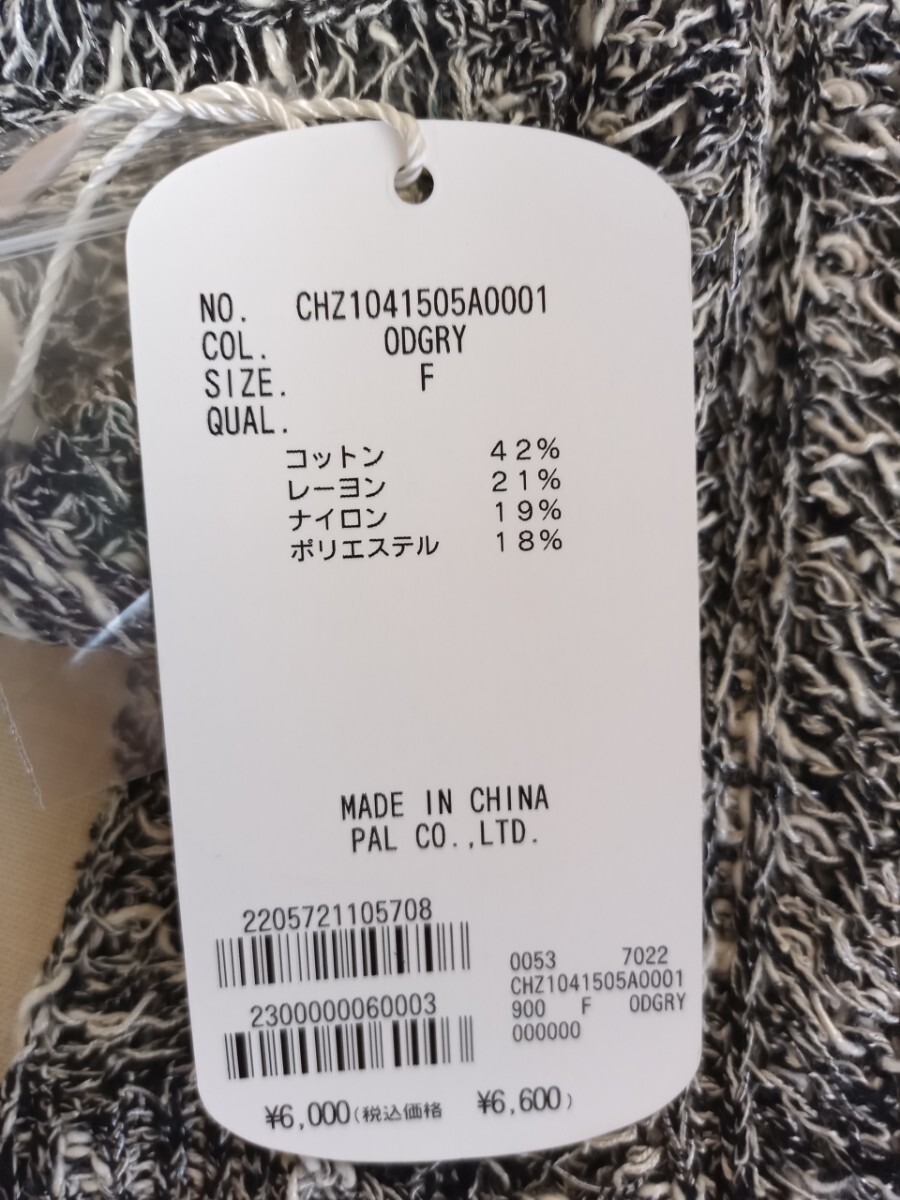 NO. CHZ1041505A0001
COL. ODGRY
SIZE. F
QUAL.
コットン 42%
レーヨン 21%
ナイロン 19%
ポリエステル 18%
MADE IN CHINA
PAL CO.,LTD.
2205721105708
2300000060003
0053 7022
CHZ1041505A0001
900 F ODGRY
000000
¥6,000(税込価格 ¥6,600)